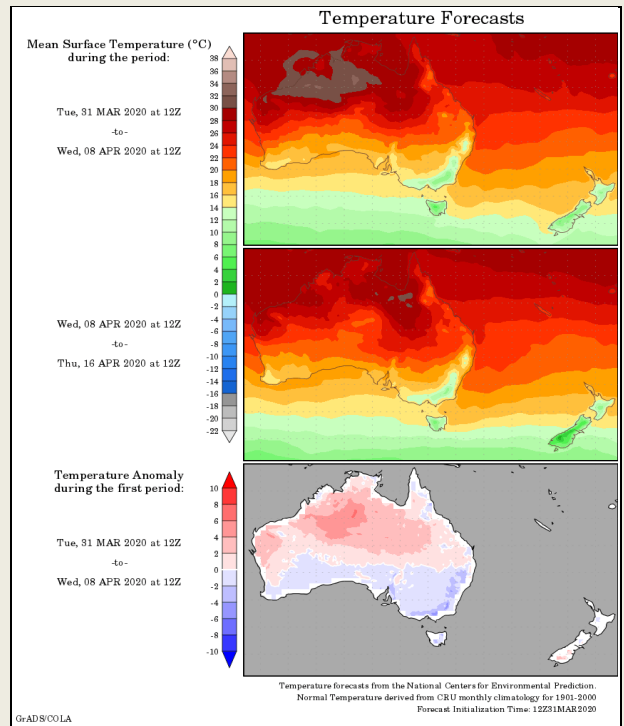 Temperature Forecasts
Mean Surface Temperature (°C)
during the period:
38
36
34
32
30
28
26
24
22
20
18
16
14
12
10
8
6
4
2
0
-2
-4
-6
-8
-10
-12
-14
-16
-17
-18
-20
-22
Tue, 31 MAR 2020 at 12Z
-to-
Wed, 08 APR 2020 at 12Z
Wed, 08 APR 2020 at 12Z
-to-
Thu, 16 APR 2020 at 12Z
Temperature Anomaly
during the first period:
10
8
6
4
2
0
-2
-4
-6
-8
-10
Tue, 31 MAR 2020 at 12Z
-to-
Wed, 08 APR 2020 at 12Z
Temperature forecasts from the National Centers for Environmental Prediction.
Normal Temperature derived from CRU monthly climatology for 1901-2000
Forecast Initialization Time: 12Z31MAR2020
GrADS/COLA